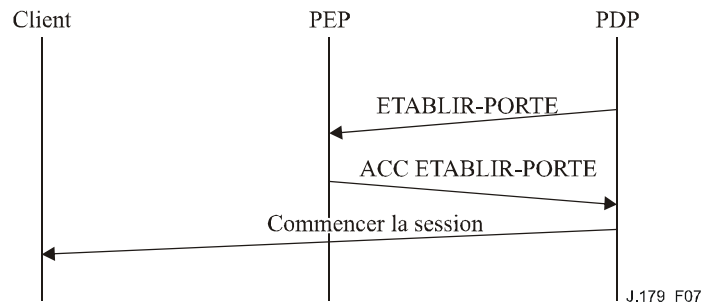 Client PEP PDP
ETABLIR-PORTE
ACC ETABLIR-PORTE
Commencer la session
J.179_F07